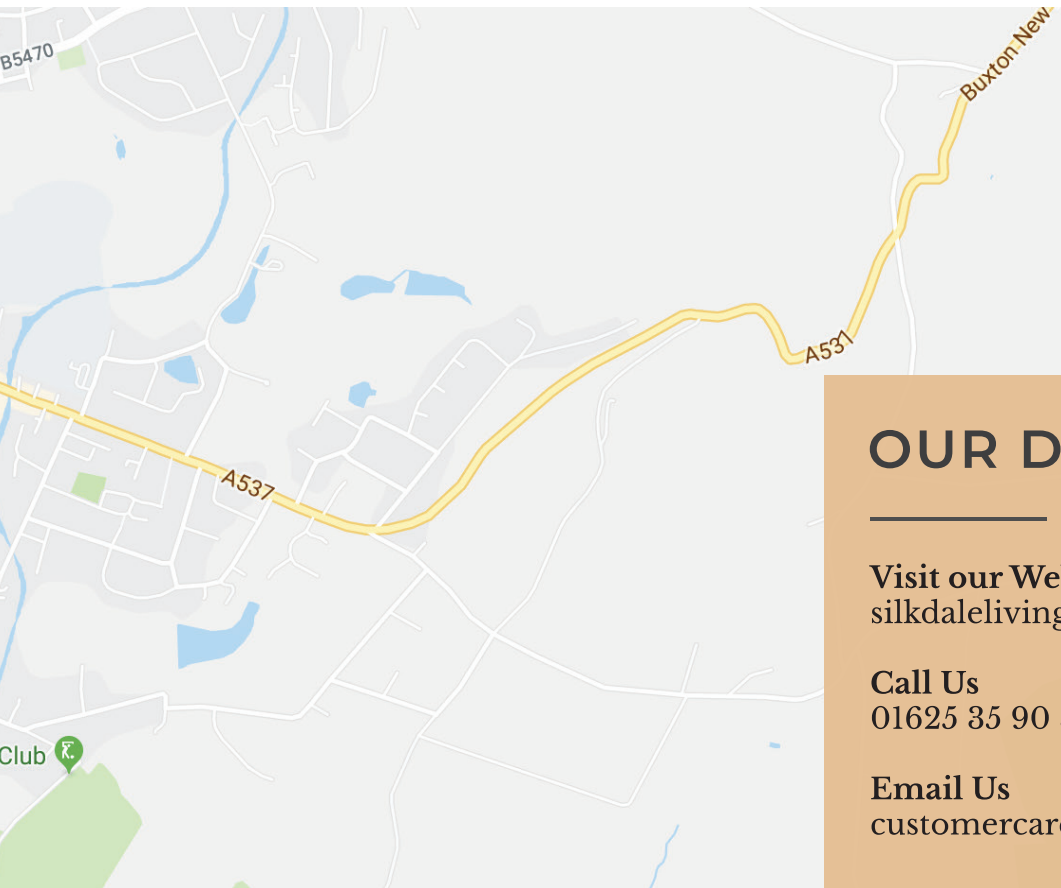 B5470
Buxton New
A531
A537
Club
OUR D
Visit our We
silkdaleliving
Call Us
01625 35 90
Email Us
customercar